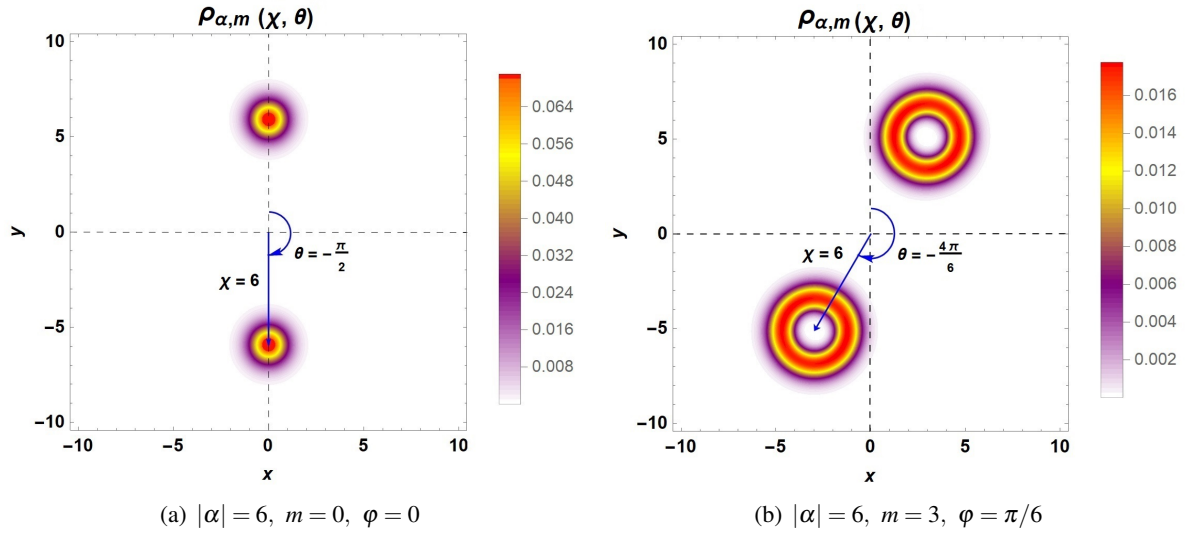 ρα,m (χ, θ)
10
5
0
−5
−10
y
−10 −5 0 5 10
x
χ = 6
θ = − π/2
0.064
0.056
0.048
0.040
0.032
0.024
0.016
0.008
(a) |α| = 6, m = 0, φ = 0
ρα,m (χ, θ)
10
5
0
−5
−10
y
−10 −5 0 5 10
x
χ = 6
θ = − 4 π/6
0.016
0.014
0.012
0.010
0.008
0.006
0.004
0.002
(b) |α| = 6, m = 3, φ = π/6